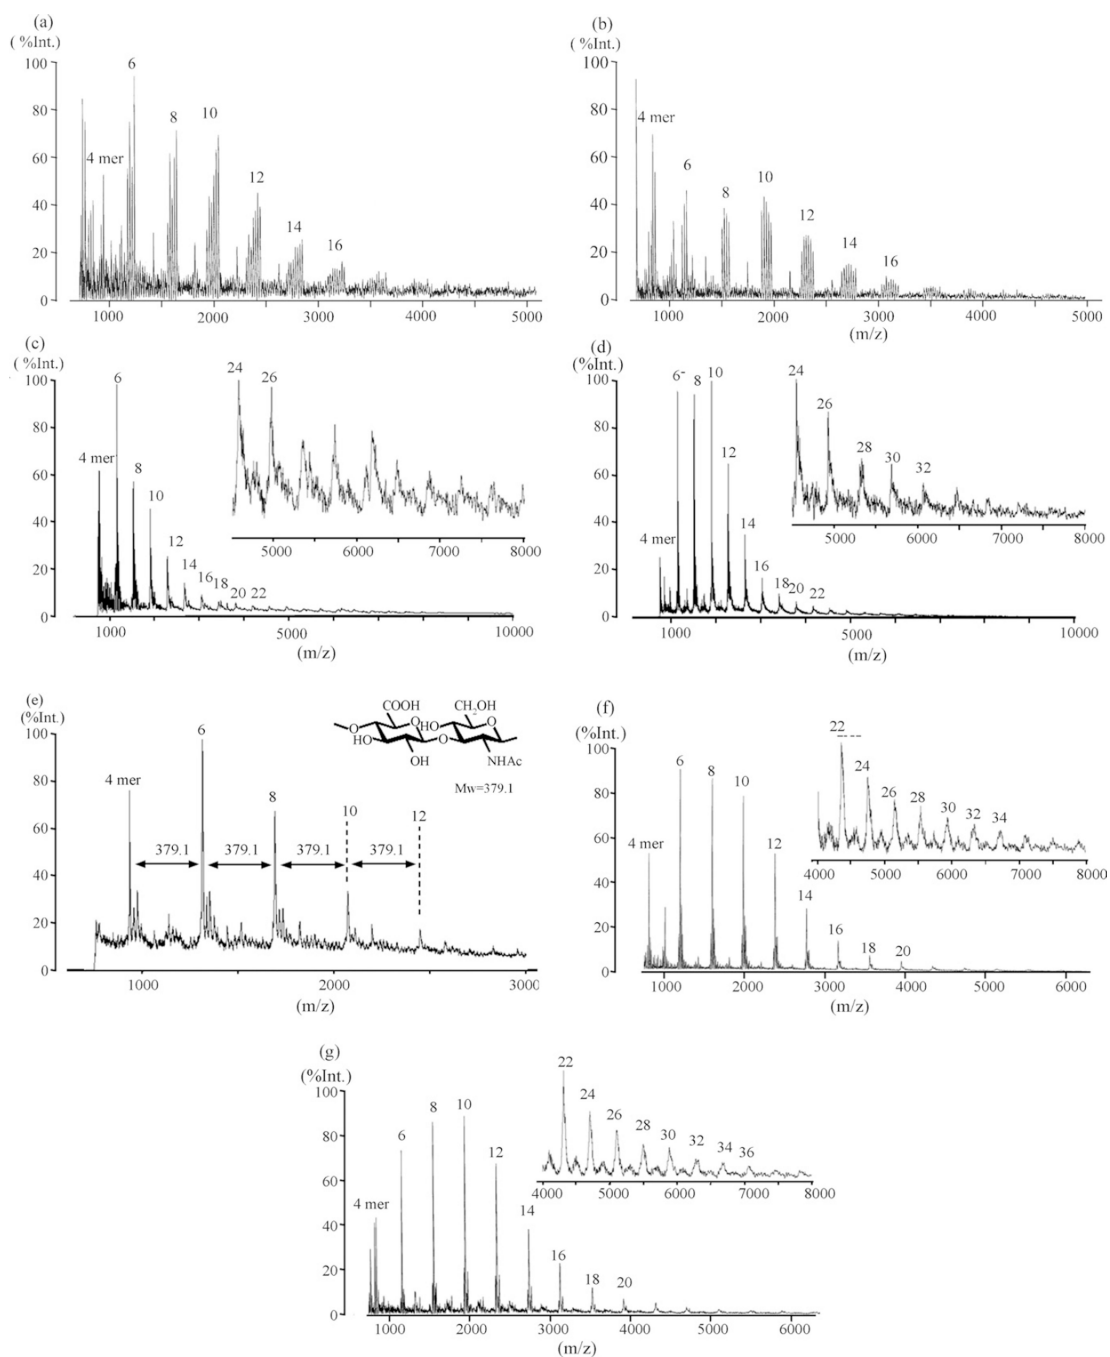 (a)
( %Int.)
100
80
60
40
20
0
6
8
10
4 mer
12
14
16
1000 2000 3000 4000 5000
(b)
( %Int.)
100
80
60
40
20
0
4 mer
6
8
10
12
14
16
1000 2000 3000 4000 5000
(m/z)
(c)
( %Int.)
100
80
60
40
20
0
4 mer
6
8
10
12
14
16
18
20
22
24
26
5000 6000 7000 8000
1000 5000 10000
(m/z)
(d)
(%Int.)
100
80
60
40
20
0
4 mer
6-
8
10
12
14
16
18
20
22
24
26
28
30
32
5000 6000 7000 8000
1000 5000 10000
(m/z)
(e)
(%Int.)
100
80
60
40
20
0
4 mer
6
8
10
12
379.1 379.1 379.1 379.1
COOH
CH2OH
O O HO O
HO O
OH NHAc
Mw=379.1
1000 2000 3000
(m/z)
(f)
(%Int.)
100
80
60
40
20
0
4 mer
6
8
10
12
14
16
18
20
22
24
26
28
30
32
34
4000 5000 6000 7000 8000
1000 2000 3000 4000 5000 6000
(m/z)
(g)
(%Int.)
100
80
60
40
20
0
4 mer
6
8
10
12
14
16
18
20
22
24
26
28
30
32
34
36
4000 5000 6000 7000 8000
1000 2000 3000 4000 5000 6000
(m/z)